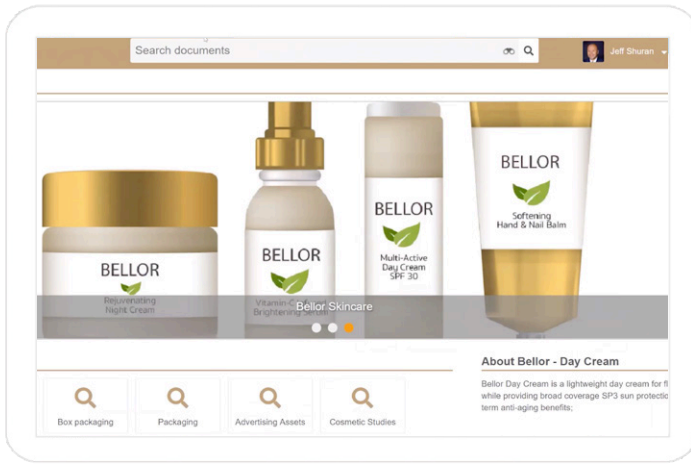 Search documents
Jeff Shuran
BELLOR
Rejuvenating
Night Cream
BELLOR
Brightening Serum
BELLOR
Multi-Active
Day Cream
SPF 30
BELLOR
Softening
Hand & Nail Balm
Bellor Skincare
Box packaging
Packaging
Advertising Assets
Cosmetic Studies
About Bellor - Day Cream
Bellor Day Cream is a lightweight day cream for
while providing broad coverage SP3 sun
term anti-aging benefits;